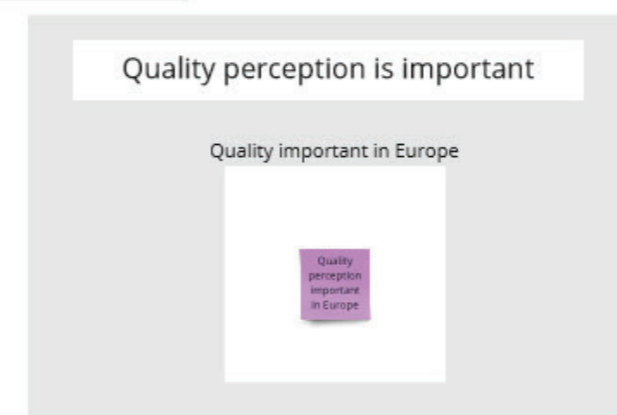 Quality perception is important
Quality important in Europe
Quality
perception
important
in Europe